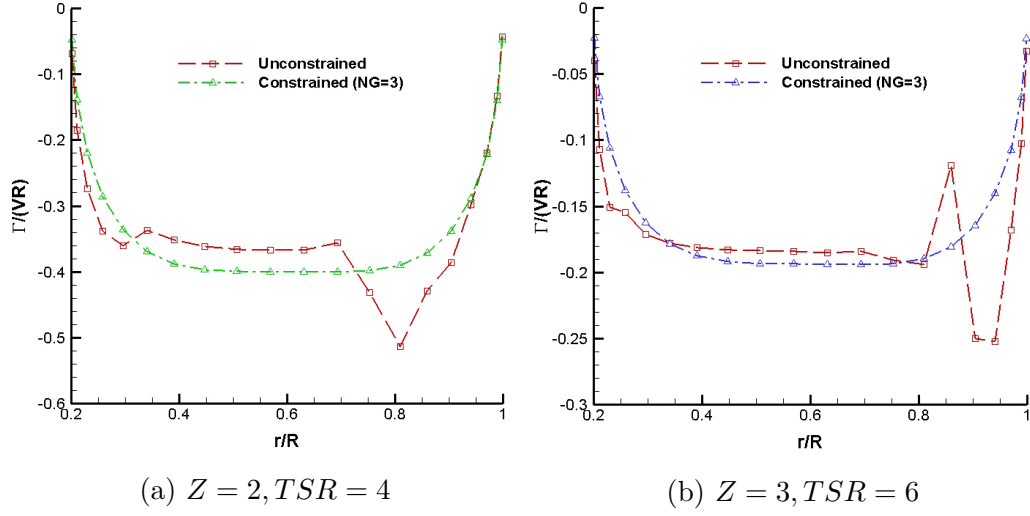 0
-0.1
-0.2
-0.3
-0.4
-0.5
-0.6
Γ/(VR)
0.2
0.4
0.6
0.8
1
r/R
Unconstrained
Constrained (NG=3)
(a) Z = 2, TSR = 4
0
-0.05
-0.1
-0.15
-0.2
-0.25
-0.3
Γ/(VR)
0.2
0.4
0.6
0.8
1
r/R
Unconstrained
Constrained (NG=3)
(b) Z = 3, TSR = 6